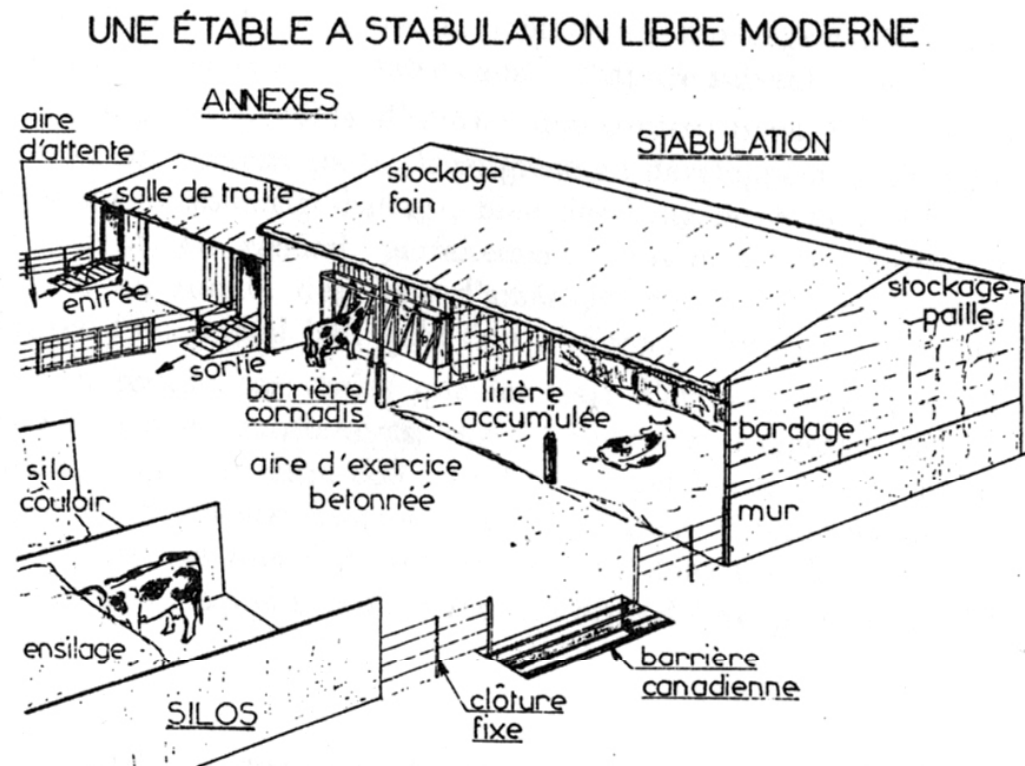 UNE ÉTABLE A STABULATION LIBRE MODERNE
ANNEXES
aire
d'attente
STABULATION
salle de traite
stockage
foin
stockage
paille
entrée
sortie
barrière
cornadis
litière
accumulée
bardage
aire d'exercice
bétonnée
mur
silo
couloir
ensilage
barrière
canadienne
SILOS
clôture
fixe